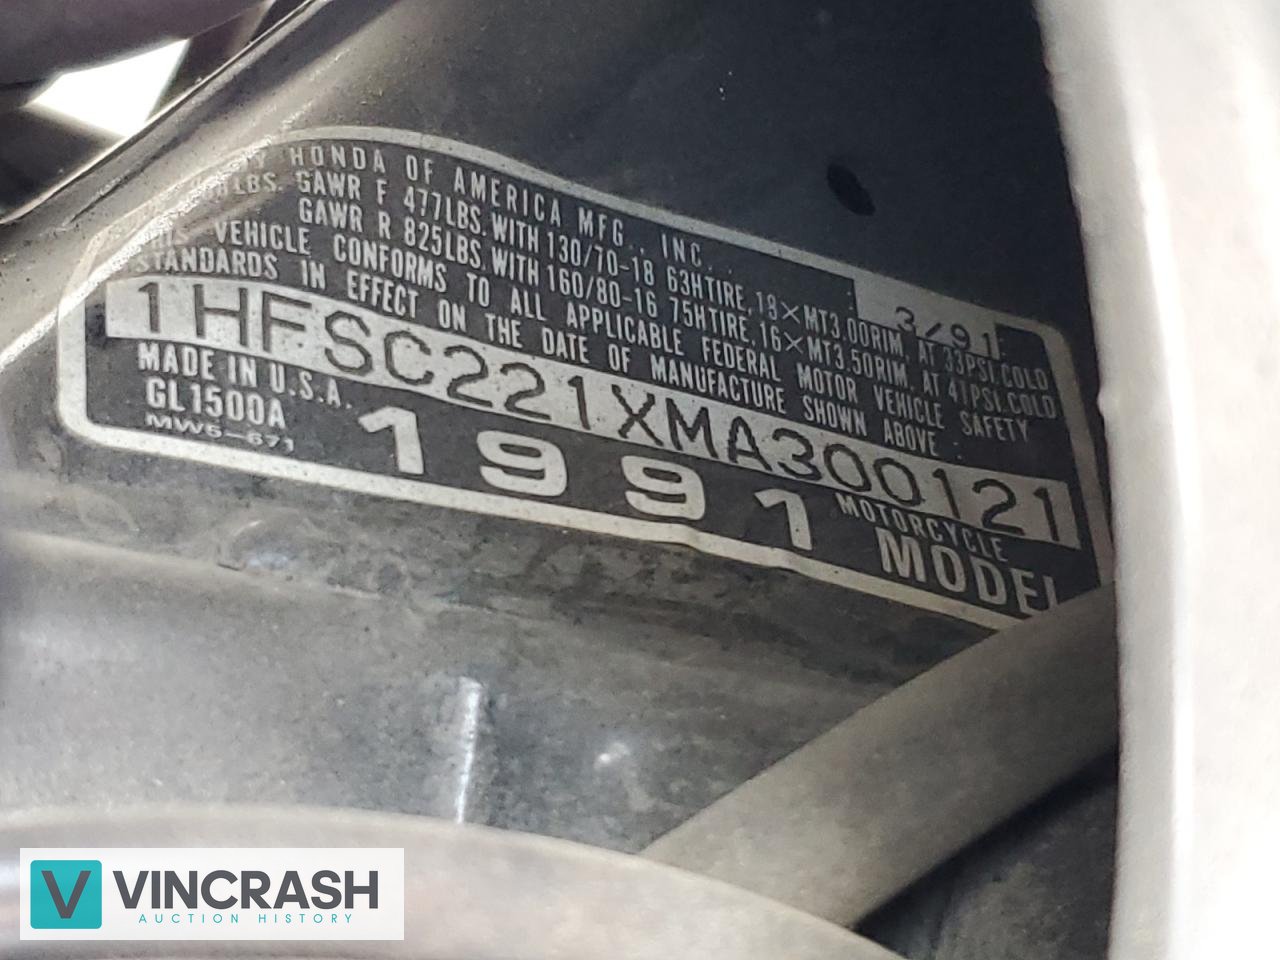 HONDA OF AMERICA MFG., INC. 3/91
LBS. GAWR F 477LBS. WITH 130/70-18 63HTIRE, 18×MT3.00RIM, AT 33PSI.COLD
GAWR R 825LBS. WITH 160/80-16 75HTIRE, 16×MT3.50RIM, AT 41PSI.COLD
THIS VEHICLE CONFORMS TO ALL APPLICABLE FEDERAL MOTOR VEHICLE SAFETY
STANDARDS IN EFFECT ON THE DATE OF MANUFACTURE SHOWN ABOVE.
1HFSC221XMA300121
MADE IN U.S.A. MOTORCYCLE
GL1500A 1991 MODEL
MW5-671
V VINCRASH
AUCTION HISTORY